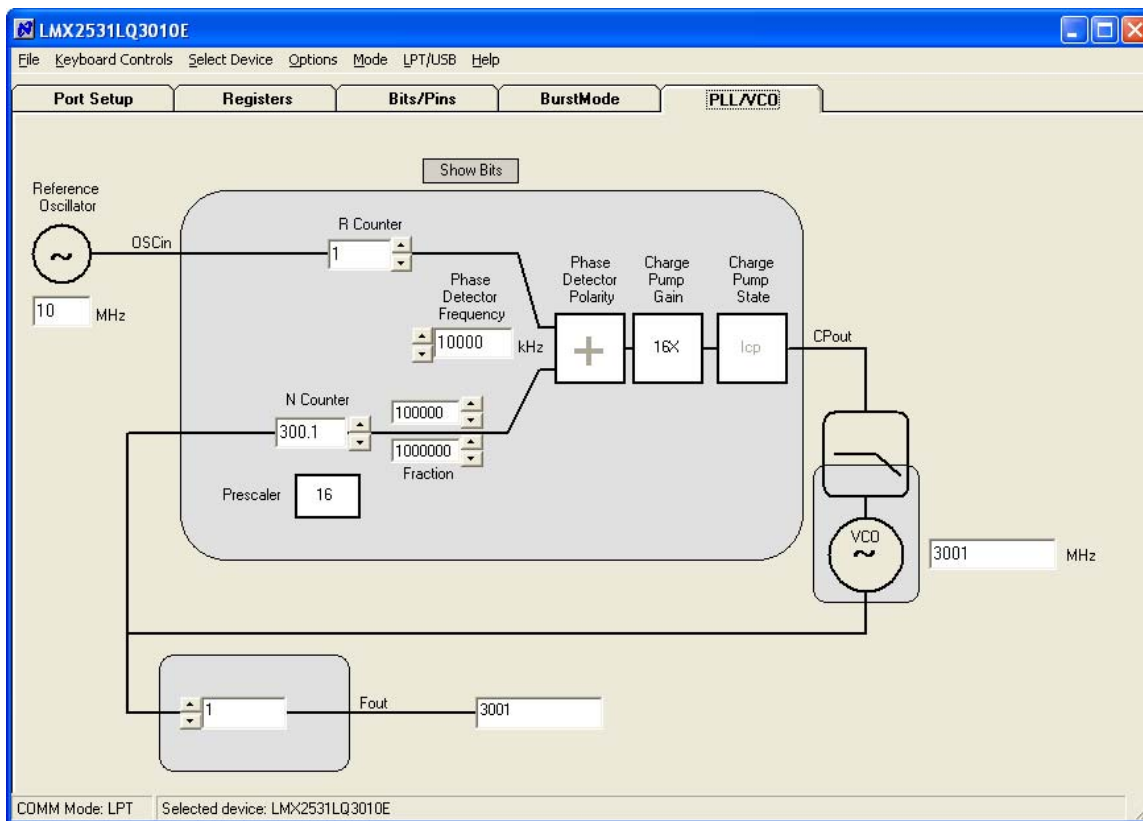 LMX2531LQ3010E
File Keyboard Controls Select Device Options Mode LPT/USB Help
Port Setup Registers Bits/Pins BurstMode PLL/VCO
Show Bits
Reference
Oscillator
OSCin
10 MHz
R Counter
1
Phase
Detector
Frequency
10000 kHz
Phase
Detector
Polarity
+
Charge
Pump
Gain
16X
Charge
Pump
State
Icp
CPout
N Counter
300.1
100000
1000000
Fraction
Prescaler 16
VCO
~
3001 MHz
1
Fout
3001
COMM Mode: LPT Selected device: LMX2531LQ3010E